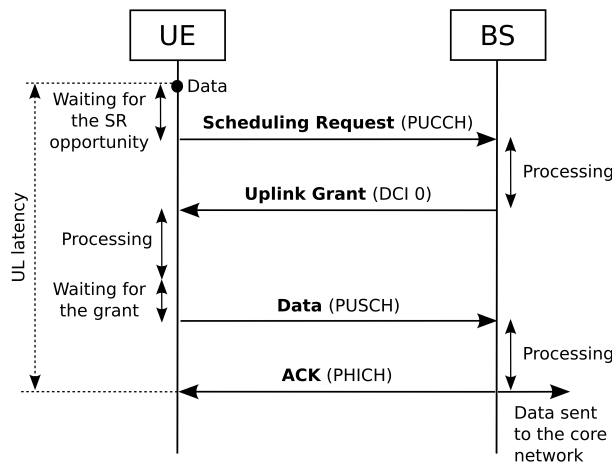 UE
BS
Data
Waiting for
the SR
opportunity
Scheduling Request (PUCCH)
Processing
Uplink Grant (DCI 0)
UL latency
Processing
Waiting for
the grant
Data (PUSCH)
Processing
ACK (PHICH)
Data sent
to the core
network